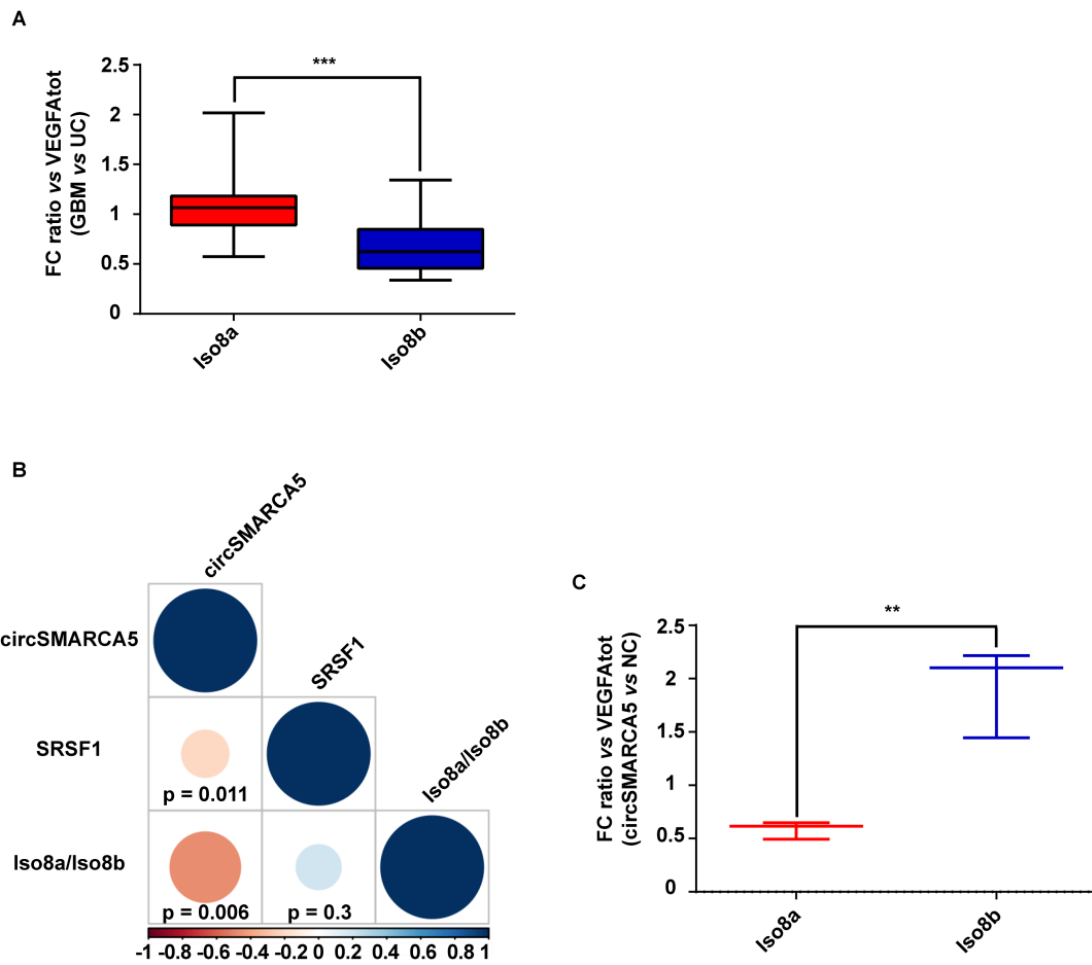 A
FC ratio vs VEGFAtot
(GBM vs UC)
2.5
2
1.5
1
0.5
0
***
Iso8a
Iso8b
B
circSMARCA5
SRSF1
Iso8a/Iso8b
circSMARCA5
SRSF1
p = 0.011
Iso8a/Iso8b
p = 0.006
p = 0.3
-1 -0.8 -0.6 -0.4 -0.2 0 0.2 0.4 0.6 0.8 1
C
FC ratio vs VEGFAtot
(circSMARCA5 vs NC)
2.5
2
1.5
1
0.5
0
**
Iso8a
Iso8b